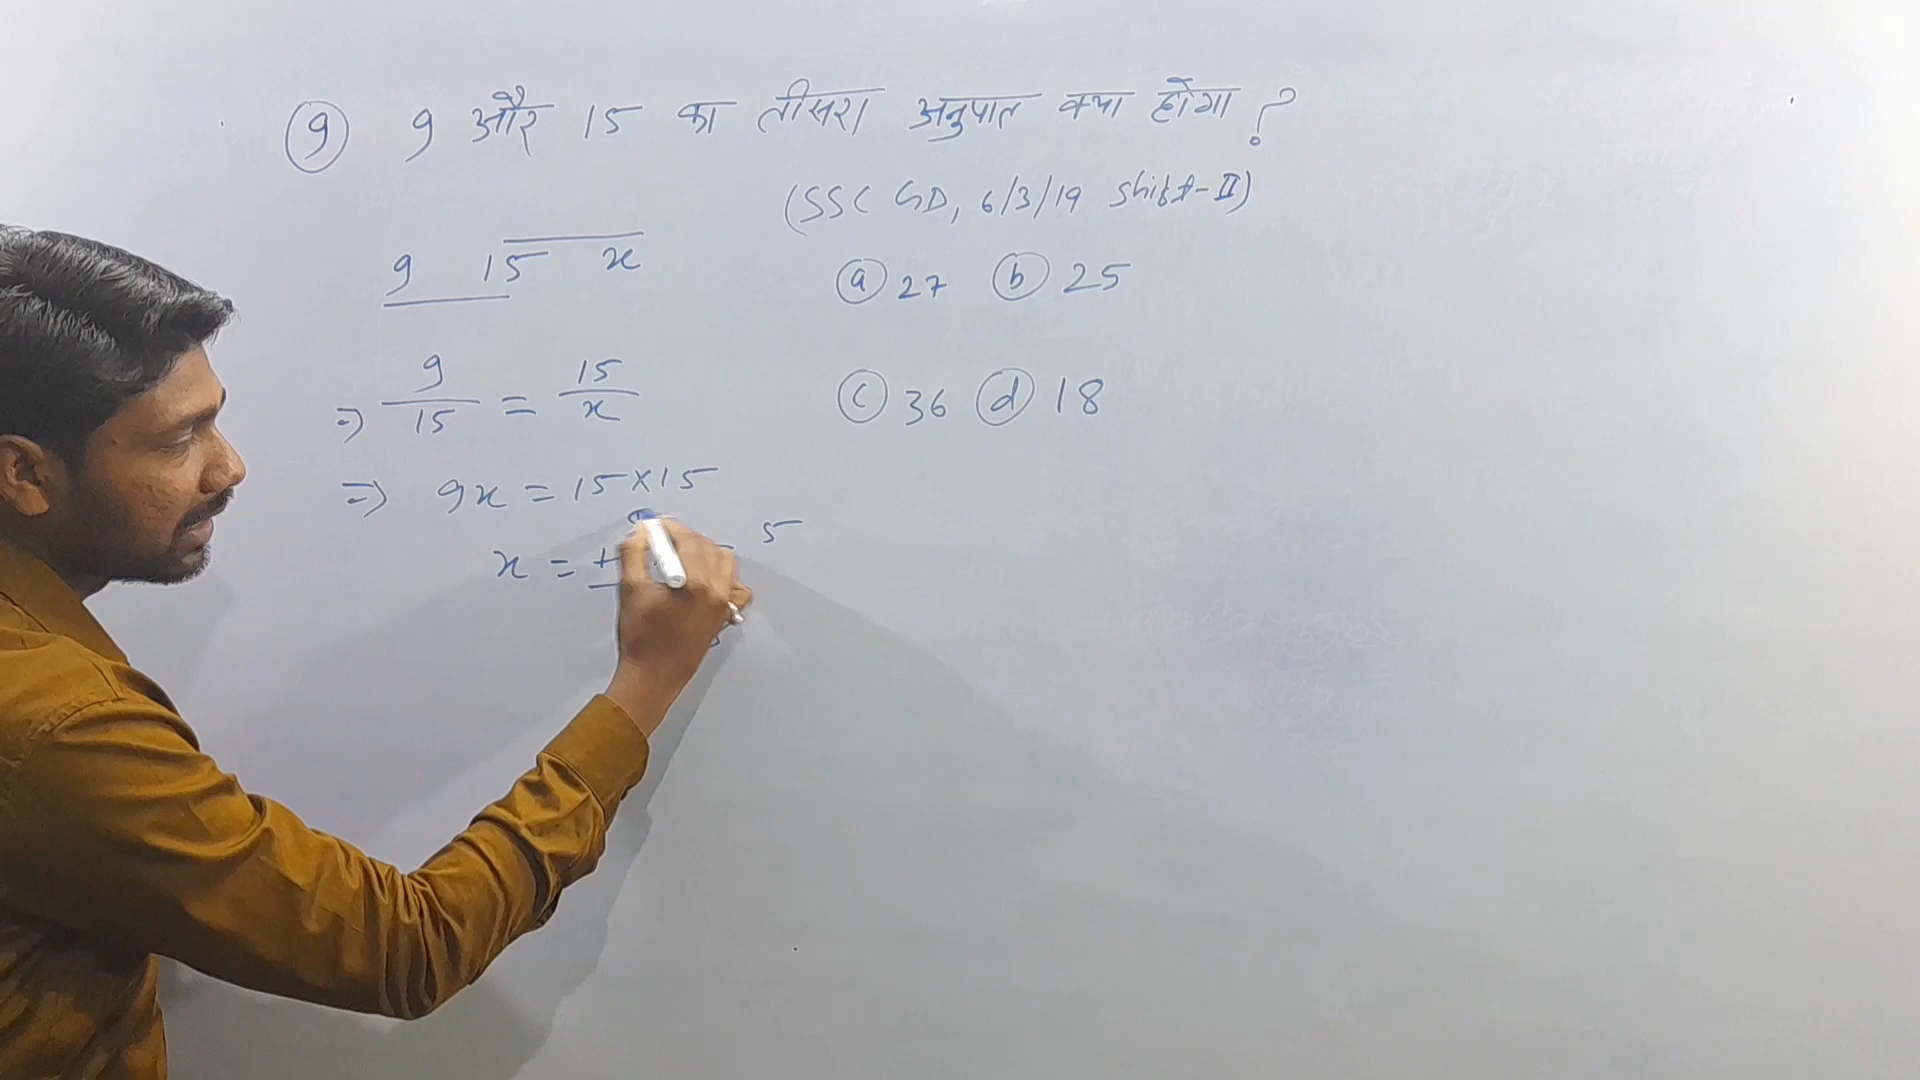 9 9 और 15 का तीसरा अनुपात क्या होगा ?
(SSC GD, 6/3/19 Shift-II)
9 15 x
(a) 27 (b) 25
⇒ 9/15 = 15/x
(c) 36 (d) 18
⇒ 9x = 15×15
5
x =